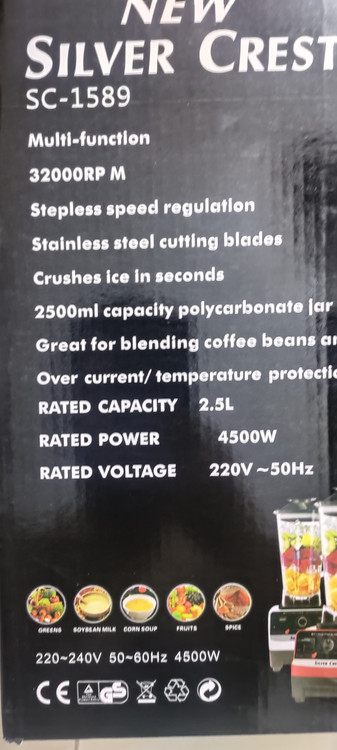 NEW
SILVER CREST
SC-1589
Multi-function
32000RP M
Stepless speed regulation
Stainless steel cutting blades
Crushes ice in seconds
2500ml capacity polycarbonate jar
Great for blending coffee beans
Over current/ temperature
RATED CAPACITY 2.5L
RATED POWER 4500W
RATED VOLTAGE 220V~50Hz
GREENS SOYBEAN MILK CORN SOUP FRUITS SPICE
220~240V 50~60Hz 4500W
CE GS